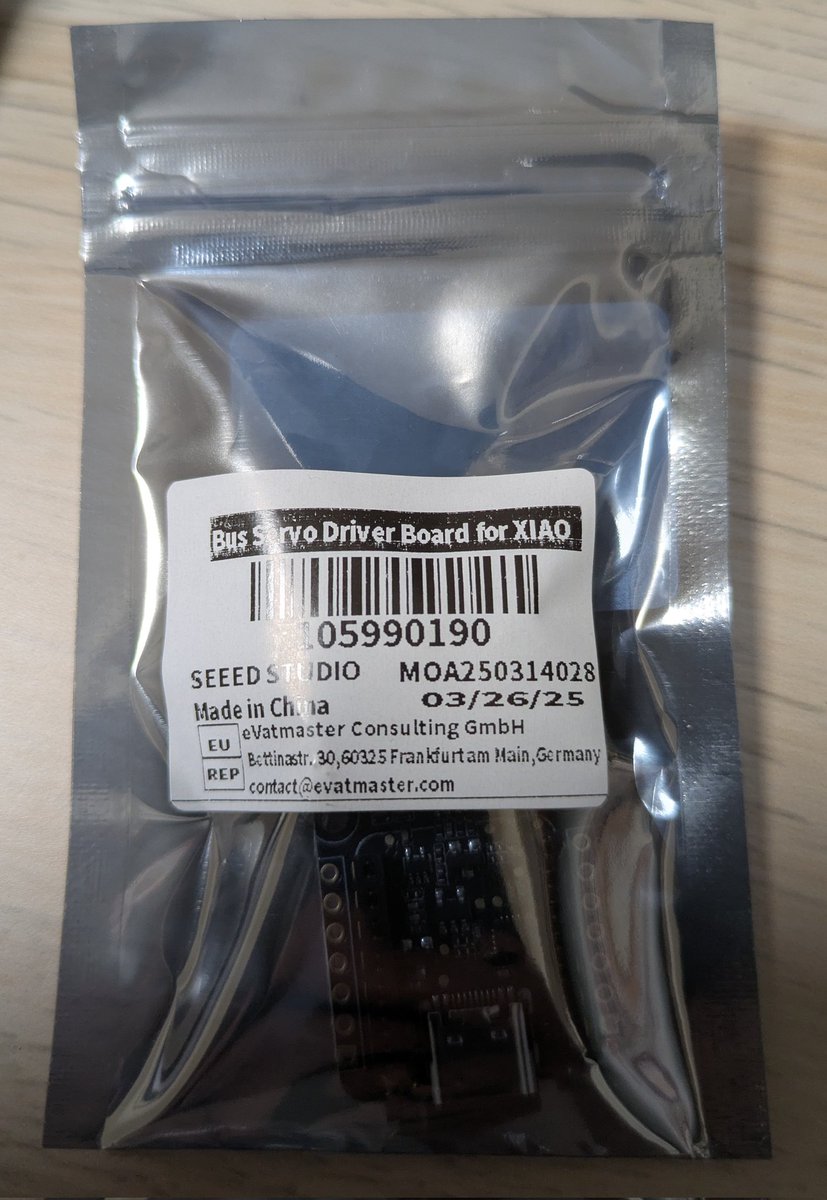 Bus Servo Driver Board for XIAO
105990190
SEEED STUDIO MOA250314028
Made in China 03/26/25
EU REP
eVatmaster Consulting GmbH
Bettinastr. 30,60325 Frankfurt am Main,Germany
contact@evatmaster.com